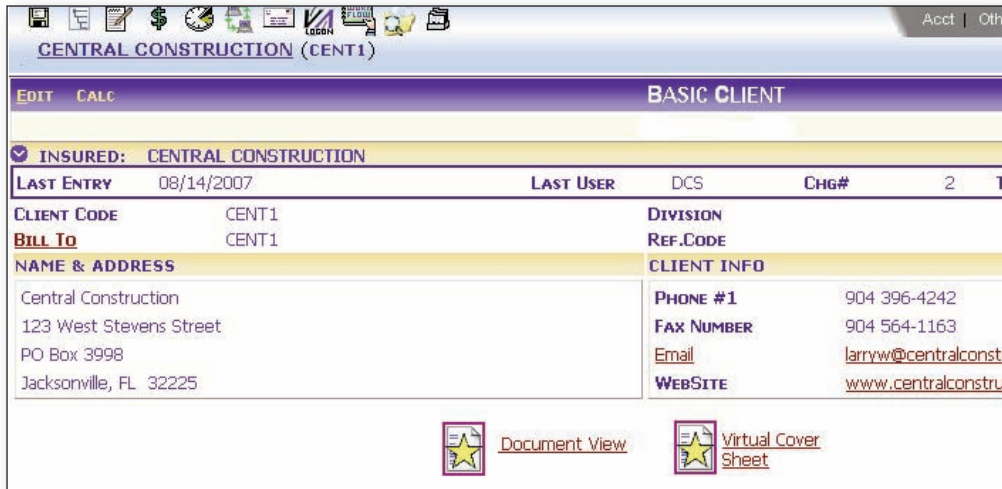 FLOW
LOGON
Acct | Oth
CENTRAL CONSTRUCTION (CENT1)
EDIT CALC BASIC CLIENT
INSURED: CENTRAL CONSTRUCTION
LAST ENTRY 08/14/2007 LAST USER DCS CHG# 2 T
CLIENT CODE CENT1 DIVISION
BILL TO CENT1 REF.CODE
NAME & ADDRESS CLIENT INFO
Central Construction PHONE #1 904 396-4242
123 West Stevens Street FAX NUMBER 904 564-1163
PO Box 3998 Email larryw@centralconst
Jacksonville, FL 32225 WEBSITE www.centralconstru
Document View Virtual Cover
Sheet